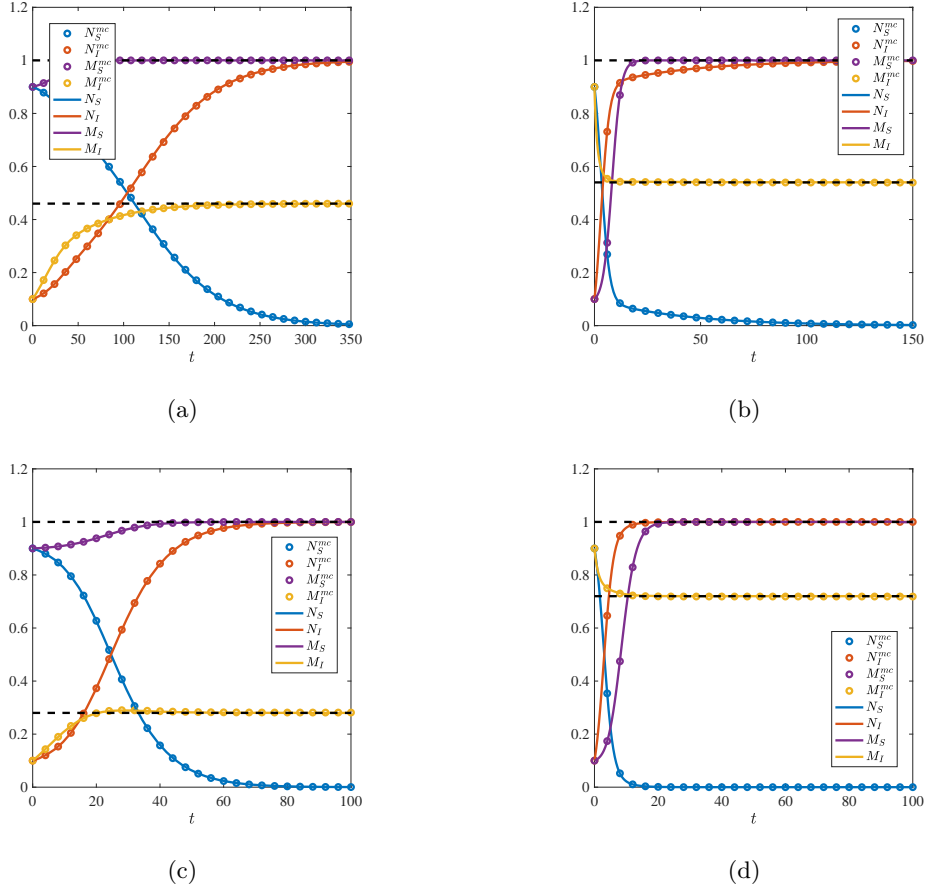 1.2
1
0.8
0.6
0.4
0.2
0
0 50 100 150 200 250 300 350
t
N_S^{mc}
N_I^{mc}
M_S^{mc}
M_I^{mc}
N_S
N_I
M_S
M_I
(a)
1.2
1
0.8
0.6
0.4
0.2
0
0 50 100 150
t
N_S^{mc}
N_I^{mc}
M_S^{mc}
M_I^{mc}
N_S
N_I
M_S
M_I
(b)
1.2
1
0.8
0.6
0.4
0.2
0
0 20 40 60 80 100
t
N_S^{mc}
N_I^{mc}
M_S^{mc}
M_I^{mc}
N_S
N_I
M_S
M_I
(c)
1.2
1
0.8
0.6
0.4
0.2
0
0 20 40 60 80 100
t
N_S^{mc}
N_I^{mc}
M_S^{mc}
M_I^{mc}
N_S
N_I
M_S
M_I
(d)